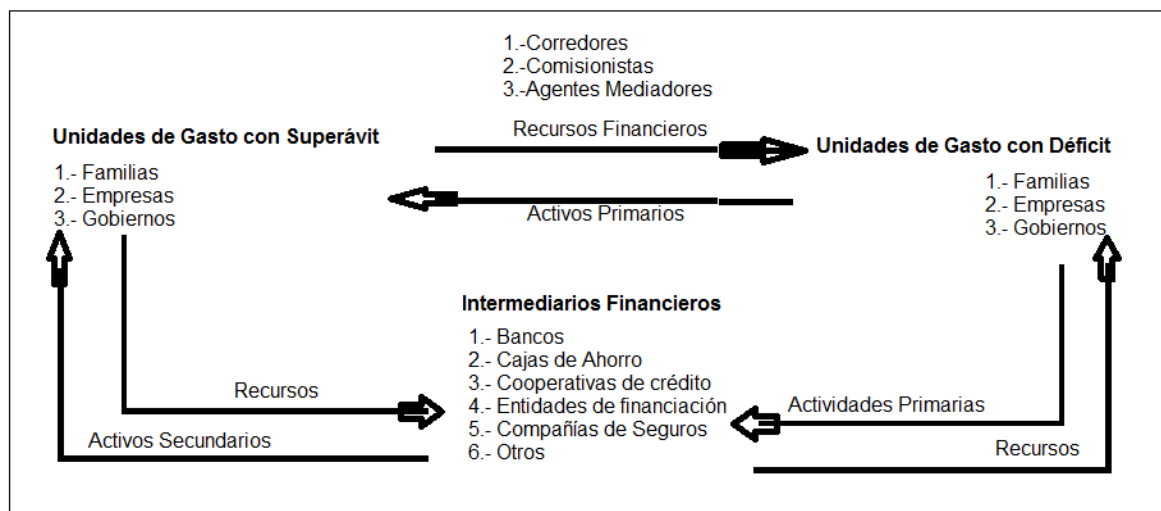 1.-Corredores
2.-Comisionistas
3.-Agentes Mediadores
Unidades de Gasto con Superávit
1.- Familias
2.- Empresas
3.- Gobiernos
Recursos Financieros
Activos Primarios
Unidades de Gasto con Déficit
1.- Familias
2.- Empresas
3.- Gobiernos
Intermediarios Financieros
1.- Bancos
2.- Cajas de Ahorro
3.- Cooperativas de crédito
4.- Entidades de financiación
5.- Compañías de Seguros
6.- Otros
Recursos
Activos Secundarios
Actividades Primarias
Recursos